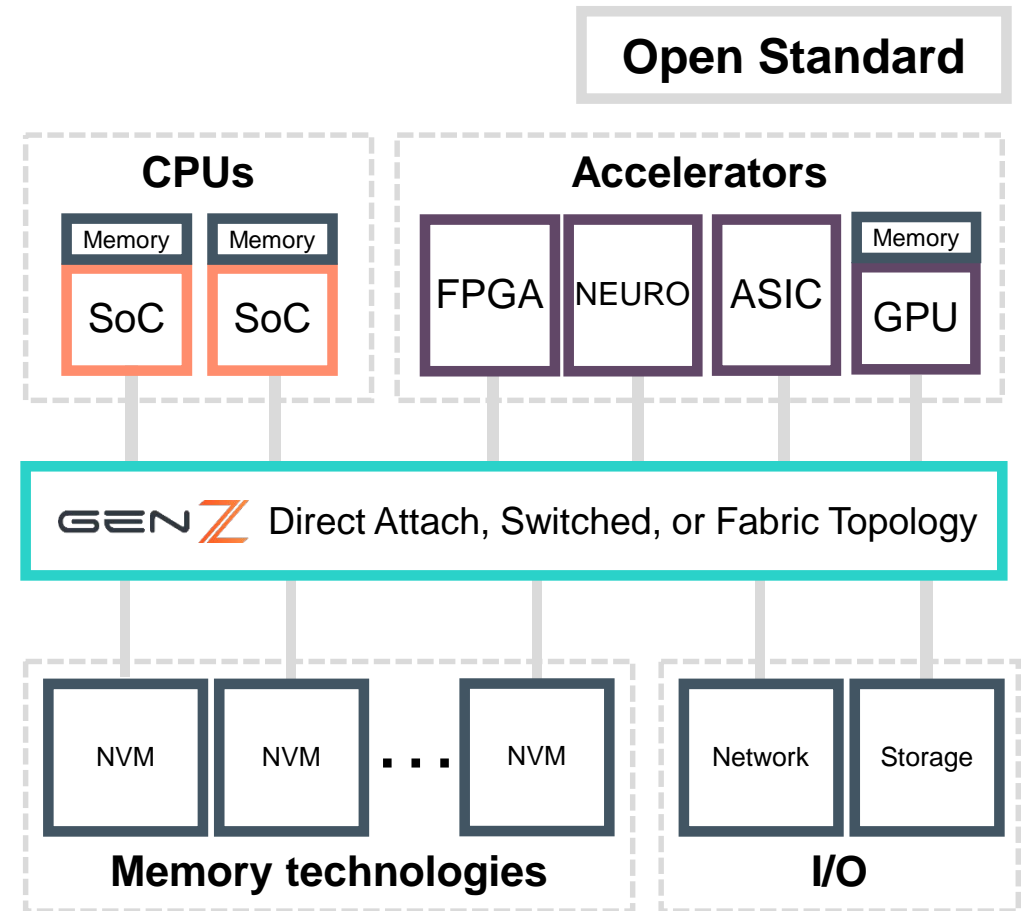 Open Standard
CPUs
Accelerators
Memory
Memory
Memory
SoC
SoC
FPGA
NEURO
ASIC
GPU
GENZ Direct Attach, Switched, or Fabric Topology
NVM
NVM
...
NVM
Network
Storage
Memory technologies
I/O